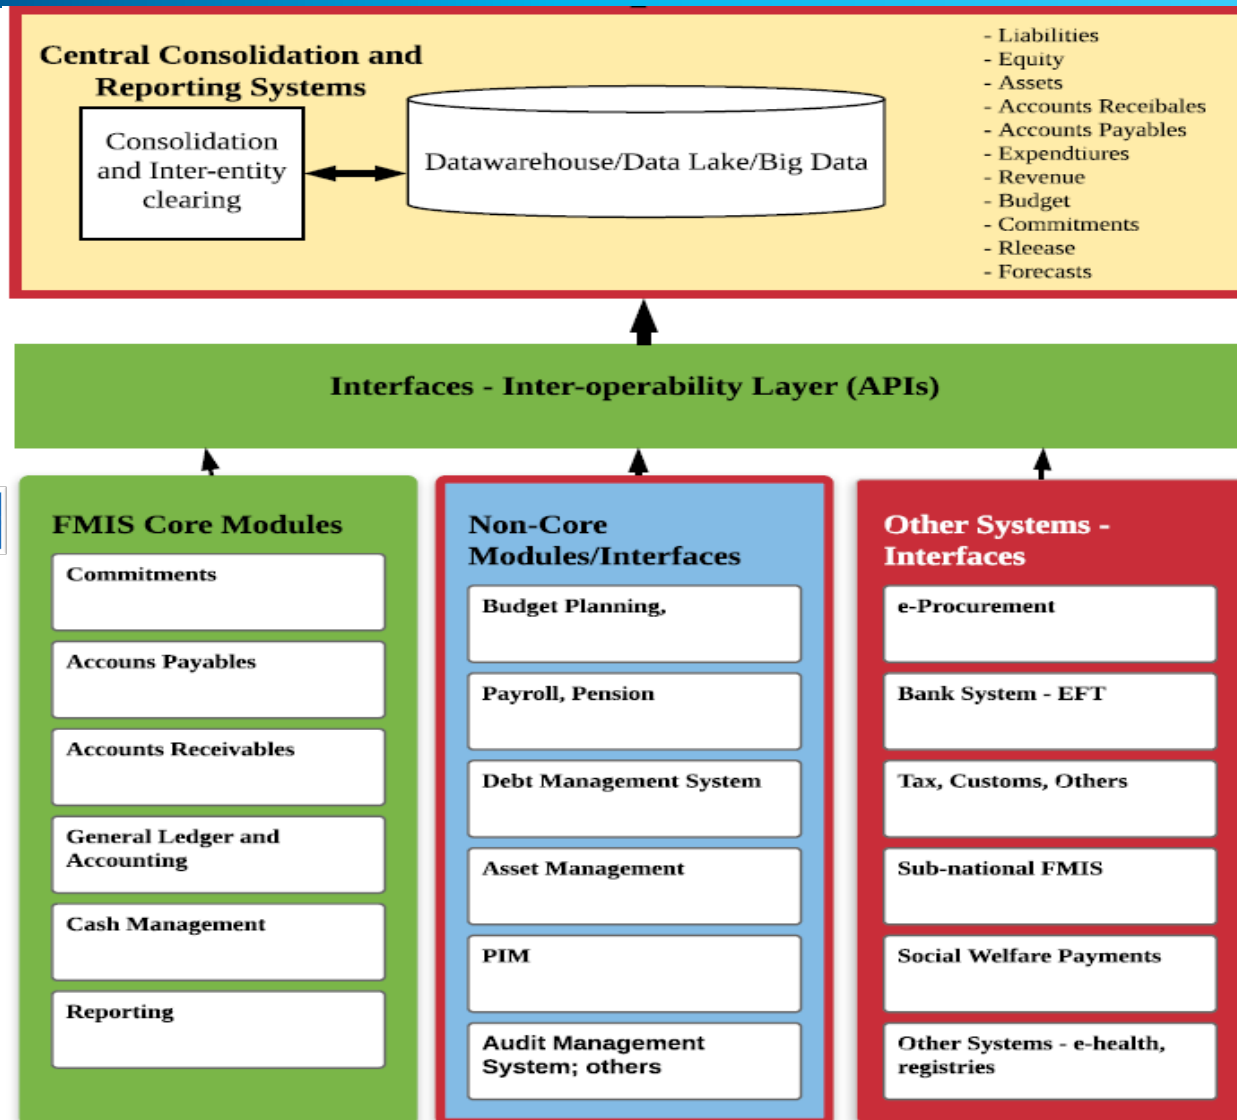 Central Consolidation and
Reporting Systems
Consolidation
and Inter-entity
clearing
Datawarehouse/Data Lake/Big Data
- Liabilities
- Equity
- Assets
- Accounts Receibales
- Accounts Payables
- Expendtiures
- Revenue
- Budget
- Commitments
- Rleease
- Forecasts
Interfaces - Inter-operability Layer (APIs)
FMIS Core Modules
Commitments
Accouns Payables
Accounts Receivables
General Ledger and
Accounting
Cash Management
Reporting
Non-Core
Modules/Interfaces
Budget Planning,
Payroll, Pension
Debt Management System
Asset Management
PIM
Audit Management
System; others
Other Systems -
Interfaces
e-Procurement
Bank System - EFT
Tax, Customs, Others
Sub-national FMIS
Social Welfare Payments
Other Systems - e-health,
registries